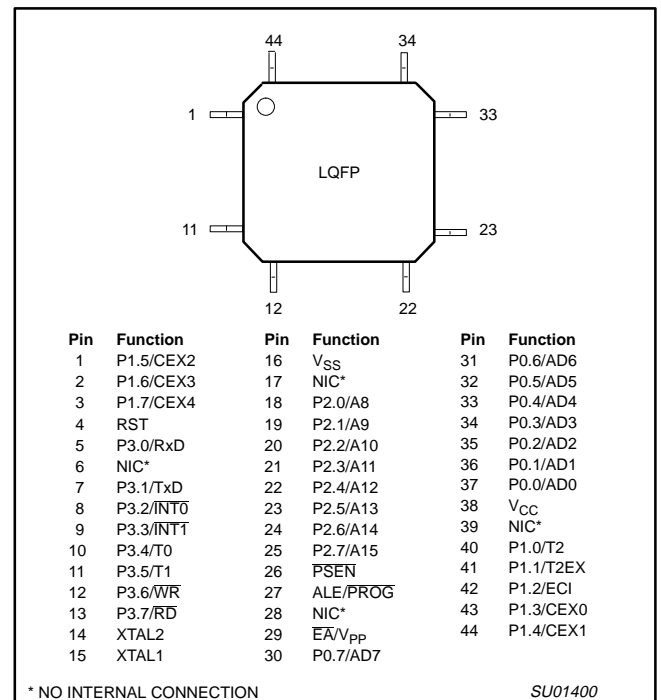 44 34
1 33
LQFP
11 23
12 22
Pin Function Pin Function Pin Function
1 P1.5/CEX2 16 VSS 31 P0.6/AD6
2 P1.6/CEX3 17 NIC* 32 P0.5/AD5
3 P1.7/CEX4 18 P2.0/A8 33 P0.4/AD4
4 RST 19 P2.1/A9 34 P0.3/AD3
5 P3.0/RxD 20 P2.2/A10 35 P0.2/AD2
6 NIC* 21 P2.3/A11 36 P0.1/AD1
7 P3.1/TxD 22 P2.4/A12 37 P0.0/AD0
8 P3.2/INT0 23 P2.5/A13 38 VCC
9 P3.3/INT1 24 P2.6/A14 39 NIC*
10 P3.4/T0 25 P2.7/A15 40 P1.0/T2
11 P3.5/T1 26 PSEN 41 P1.1/T2EX
12 P3.6/WR 27 ALE/PROG 42 P1.2/ECI
13 P3.7/RD 28 NIC* 43 P1.3/CEX0
14 XTAL2 29 EA/VPP 44 P1.4/CEX1
15 XTAL1 30 P0.7/AD7
* NO INTERNAL CONNECTION SU01400